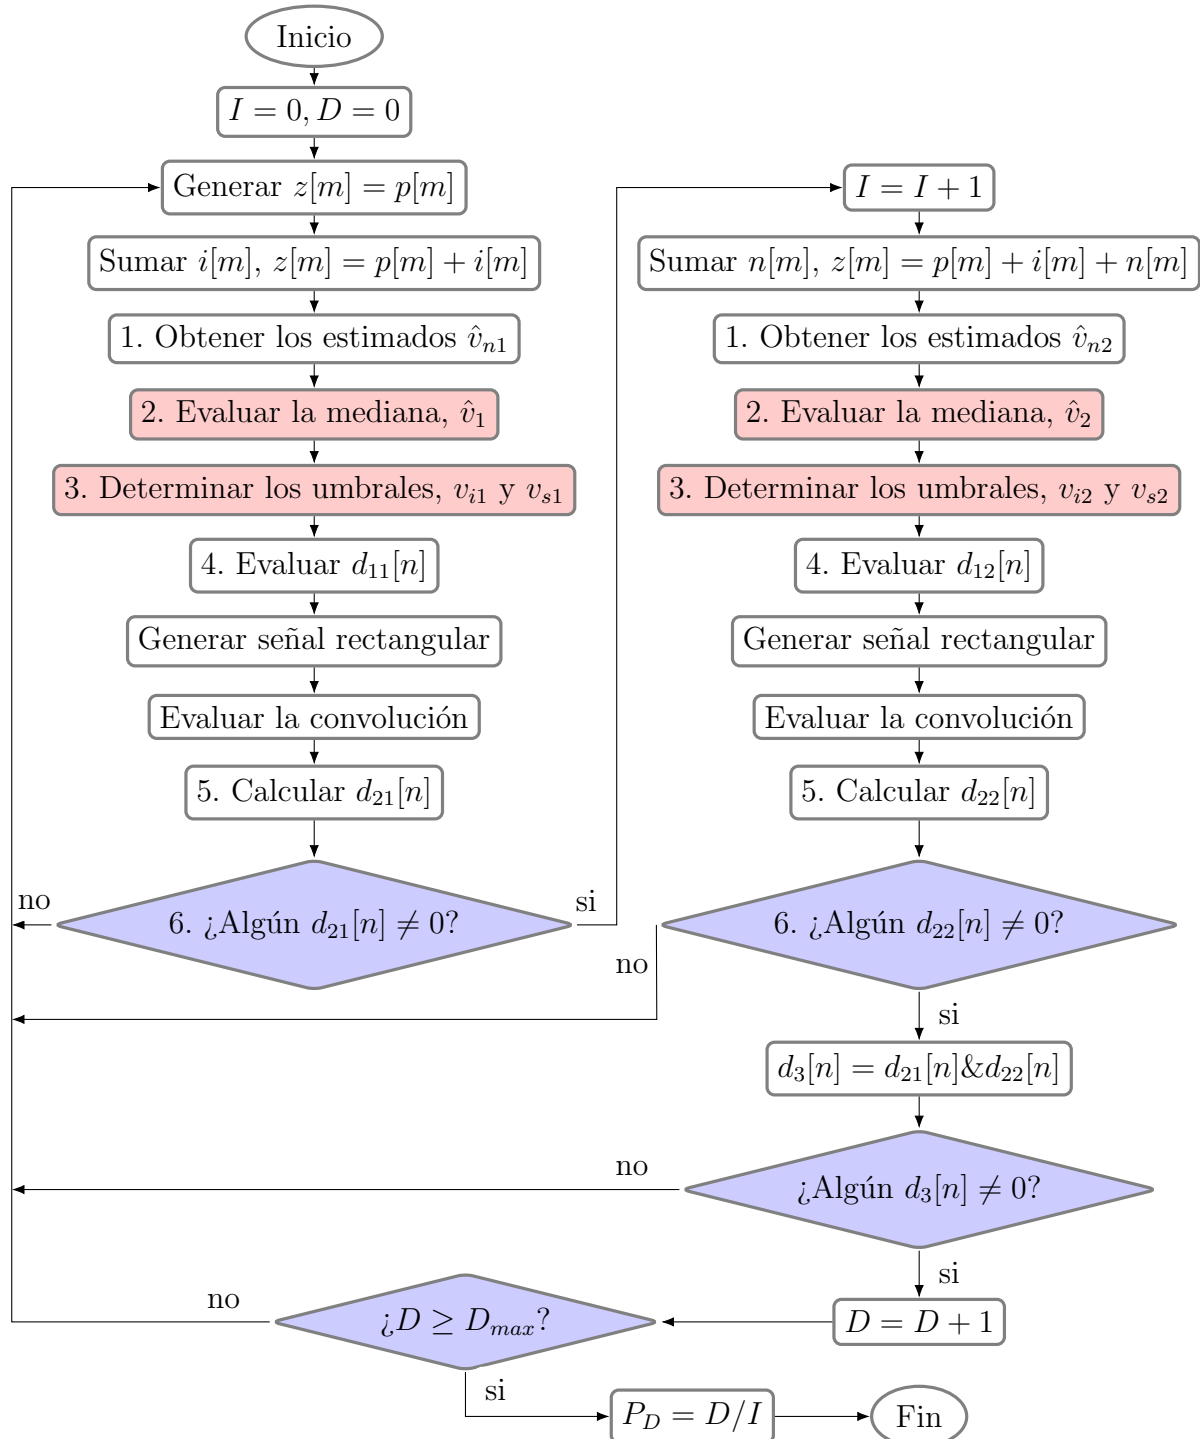 Inicio
I = 0, D = 0
Generar z[m] = p[m]
Sumar i[m], z[m] = p[m] + i[m]
1. Obtener los estimados v̂ₙ₁
2. Evaluar la mediana, v̂₁
3. Determinar los umbrales, vᵢ₁ y vₛ₁
4. Evaluar d₁₁[n]
Generar señal rectangular
Evaluar la convolución
5. Calcular d₂₁[n]
6. ¿Algún d₂₁[n] ≠ 0?
no
si
I = I + 1
Sumar n[m], z[m] = p[m] + i[m] + n[m]
1. Obtener los estimados v̂ₙ₂
2. Evaluar la mediana, v̂₂
3. Determinar los umbrales, vᵢ₂ y vₛ₂
4. Evaluar d₁₂[n]
Generar señal rectangular
Evaluar la convolución
5. Calcular d₂₂[n]
6. ¿Algún d₂₂[n] ≠ 0?
no
si
d₃[n] = d₂₁[n]&d₂₂[n]
¿Algún d₃[n] ≠ 0?
no
si
D = D + 1
¿D ≥ Dₘₐₓ?
no
si
P_D = D/I
Fin